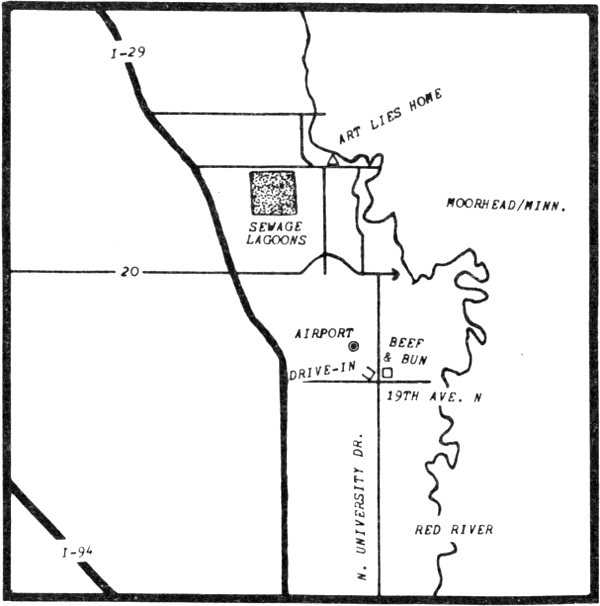 I-29
ART LIES HOME
MOORHEAD/MINN.
SEWAGE
LAGOONS
20
AIRPORT
BEEF
& BUN
DRIVE-IN
19TH AVE. N
N. UNIVERSITY DR.
RED RIVER
I-94